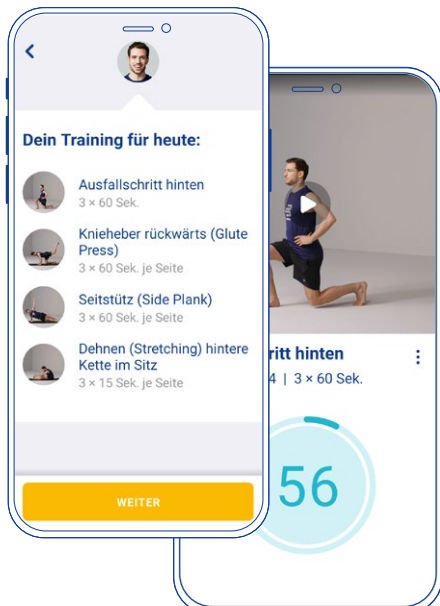 Dein Training für heute:
Ausfallschritt hinten
3 × 60 Sek.
Knieheber rückwärts (Glute
Press)
3 × 60 Sek. je Seite
Seitstütz (Side Plank)
3 × 60 Sek. je Seite
Dehnen (Stretching) hintere
Kette im Sitz
3 × 15 Sek. je Seite
WEITER
ritt hinten
4 | 3 × 60 Sek.
56